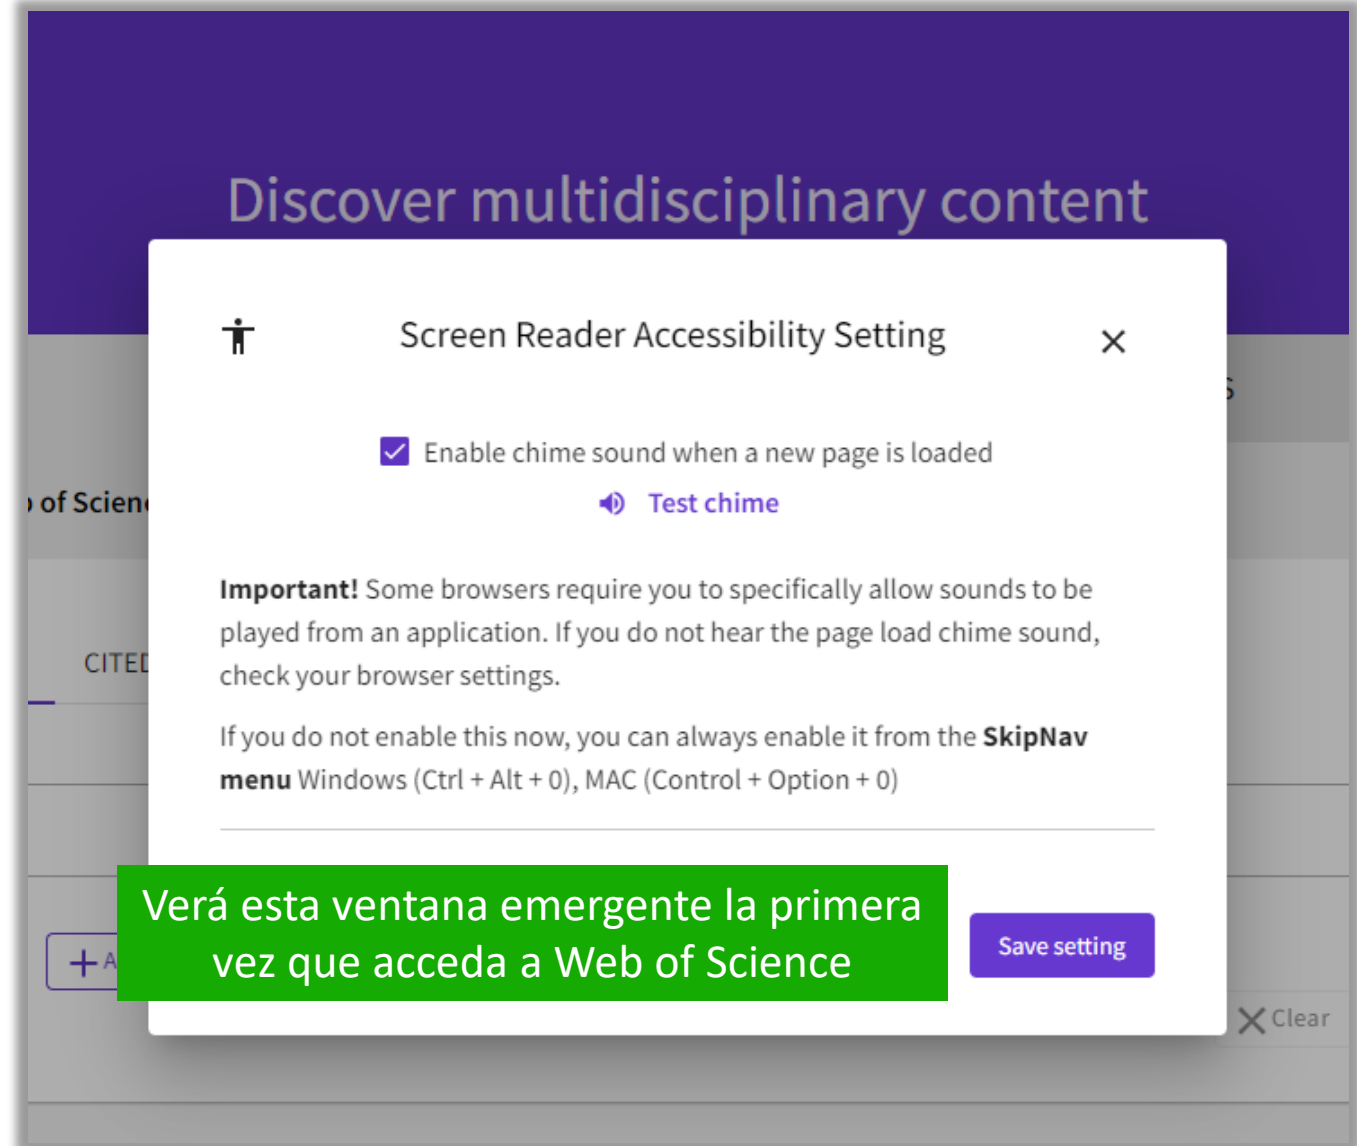 Discover multidisciplinary content
Screen Reader Accessibility Setting
Enable chime sound when a new page is loaded
Test chime
of Scien
Important! Some browsers require you to specifically allow sounds to be
played from an application. If you do not hear the page load chime sound,
CITED
check your browser settings.
If you do not enable this now, you can always enable it from the SkipNav
menu Windows (Ctrl + Alt + 0), MAC (Control + Option + 0)
Verá esta ventana emergente la primera
vez que acceda a Web of Science
+ A
Save setting
Clear